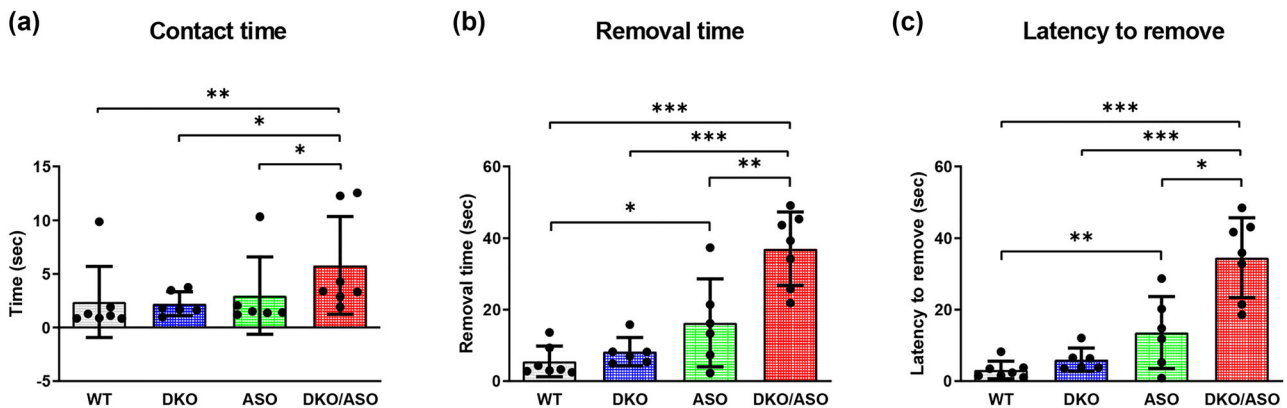 (a) Contact time
**
*
*
15
10
5
0
-5
Time (sec)
WT DKO ASO DKO/ASO
(b) Removal time
***
***
**
*
60
40
20
0
Removal time (sec)
WT DKO ASO DKO/ASO
(c) Latency to remove
***
***
*
**
60
40
20
0
Latency to remove (sec)
WT DKO ASO DKO/ASO